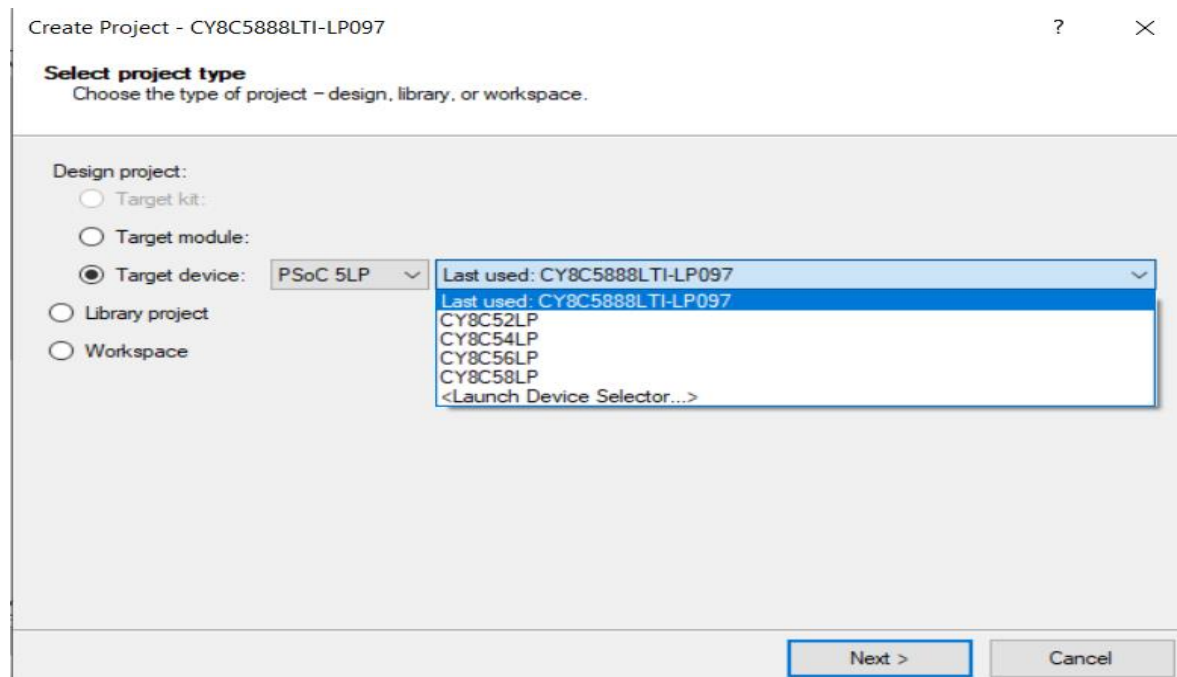 Create Project - CY8C5888LTI-LP097
?
Select project type
Choose the type of project – design, library, or workspace.
Design project:
Target kit:
Target module:
Target device: PSoC 5LP Last used: CY8C5888LTI-LP097
Last used: CY8C5888LTI-LP097
CY8C52LP
CY8C54LP
CY8C56LP
CY8C58LP
<Launch Device Selector...>
Library project
Workspace
Next > Cancel